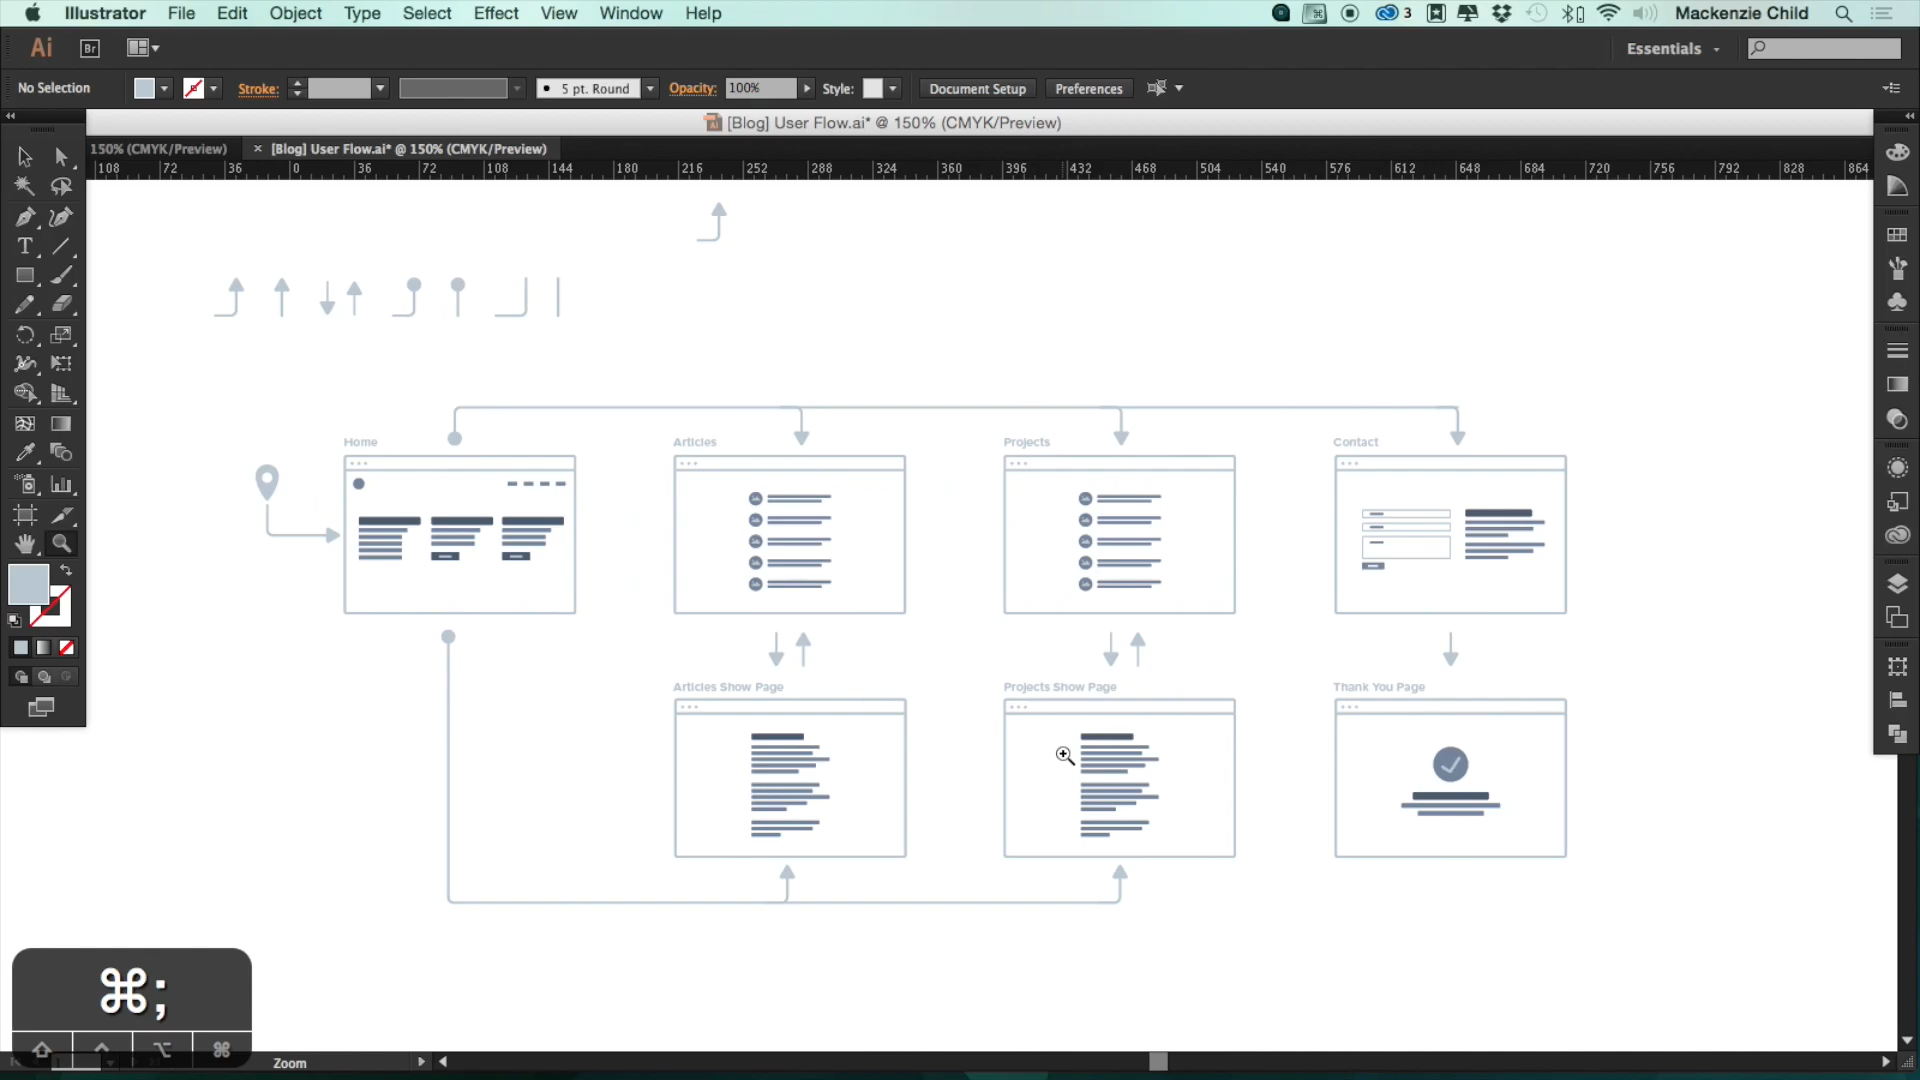 Illustrator File Edit Object Type Select Effect View Window Help 3 Mackenzie Child
Ai Br Essentials
No Selection Stroke: 5 pt. Round Opacity: 100% Style: Document Setup Preferences
[Blog] User Flow.ai* @ 150% (CMYK/Preview)
150% (CMYK/Preview) × [Blog] User Flow.ai* @ 150% (CMYK/Preview)
108 72 36 0 36 72 108 144 180 216 252 288 324 360 396 432 468 504 540 576 612 648 684 720 756 792 828 864
Home Articles Projects Contact
Articles Show Page Projects Show Page Thank You Page
⌘;
Zoom